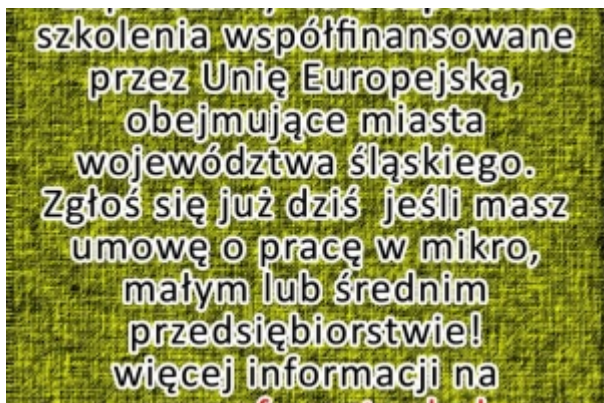 szkolenia współfinansowane
przez Unię Europejską,
obejmujące miasta
województwa śląskiego.
Zgłoś się już dziś  jeśli masz
umowę o pracę w mikro,
małym lub średnim
przedsiębiorstwie!
więcej informacji na